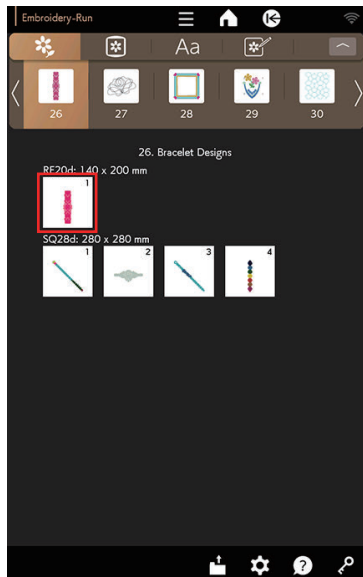 Embroidery-Run
Aa
26 27 28 29 30
26. Bracelet Designs
RE20d: 140 x 200 mm
1
SQ28d: 280 x 280 mm
1 2 3 4
?